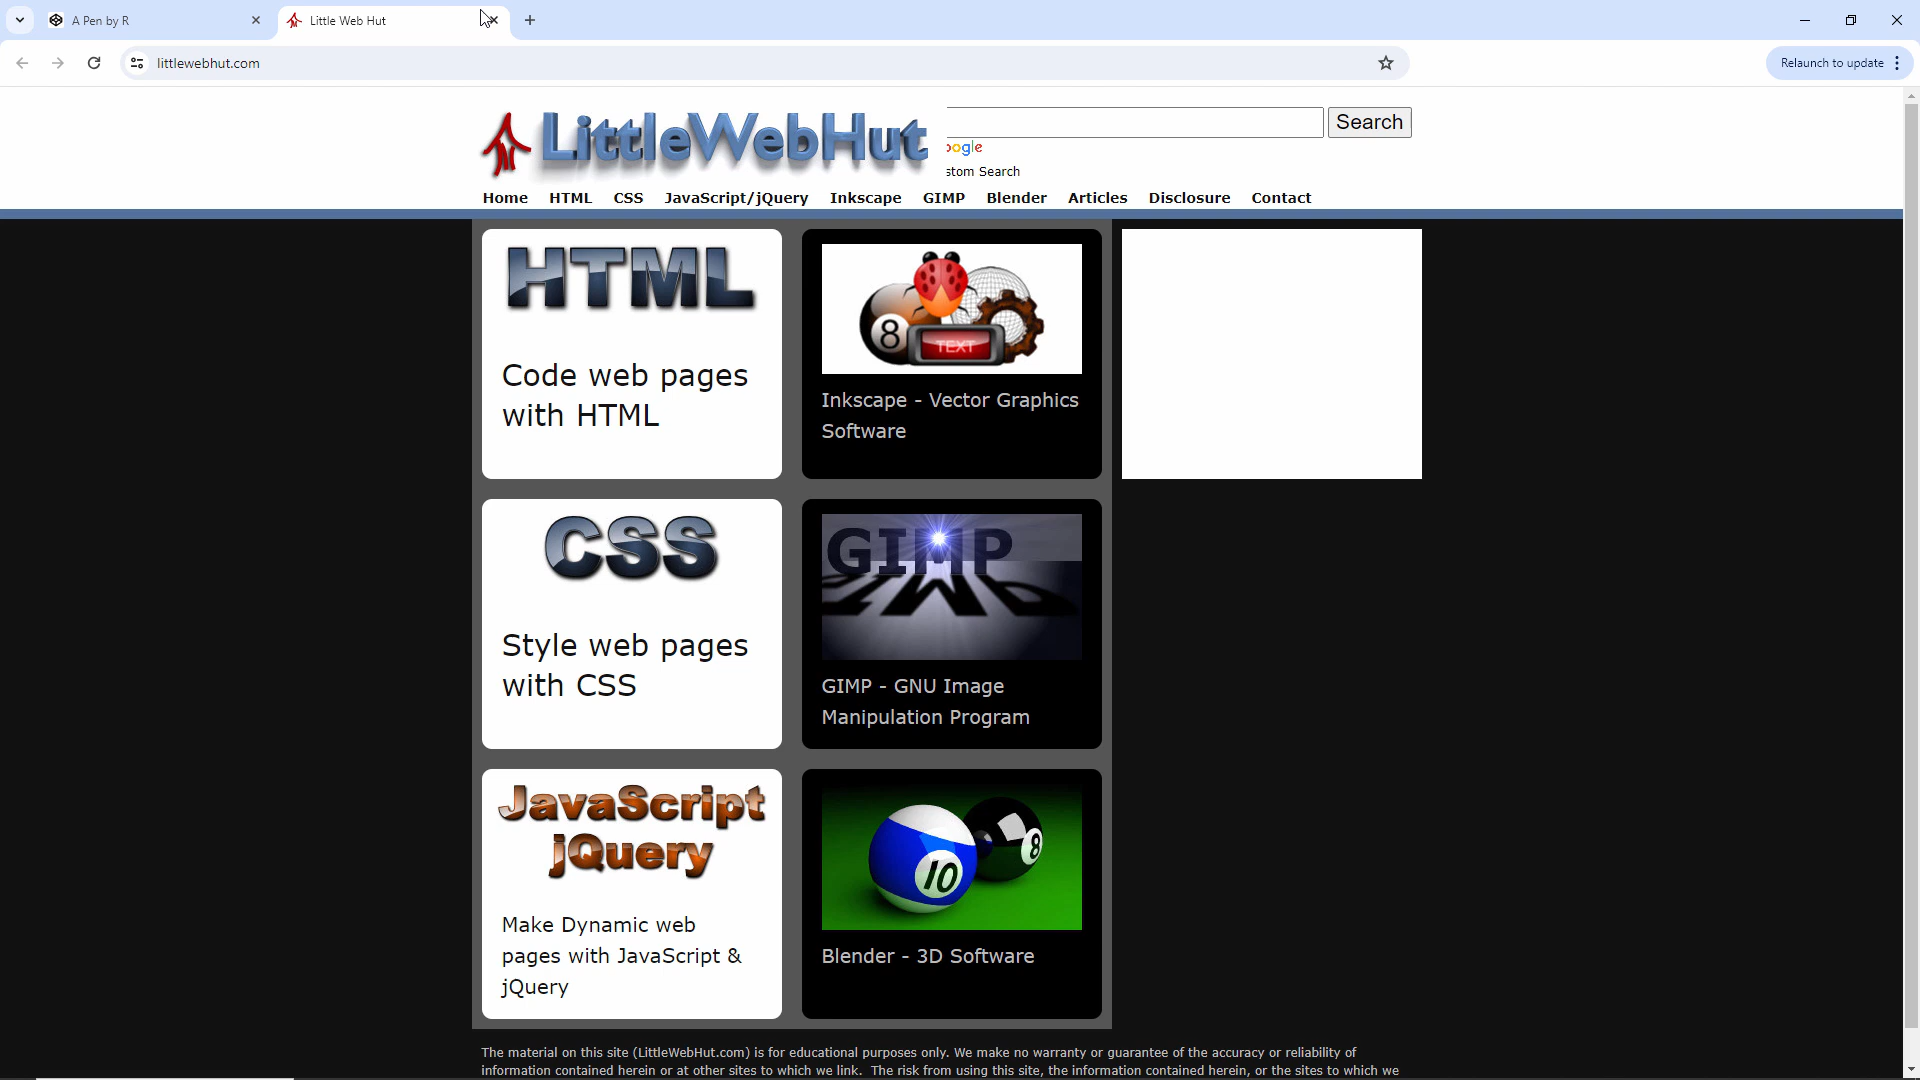 A Pen by R
Little Web Hut
littlewebhut.com
Relaunch to update
LittleWebHut
Search
ogle
stom Search
Home HTML CSS JavaScript/jQuery Inkscape GIMP Blender Articles Disclosure Contact
HTML
Code web pages
with HTML
8
TEXT
Inkscape - Vector Graphics
Software
CSS
Style web pages
with CSS
GIMP
GIMP - GNU Image
Manipulation Program
JavaScript
jQuery
Make Dynamic web
pages with JavaScript &
jQuery
10
8
Blender - 3D Software
The material on this site (LittleWebHut.com) is for educational purposes only. We make no warranty or guarantee of the accuracy or reliability of
information contained herein or at other sites to which we link. The risk from using this site, the information contained herein, or the sites to which we